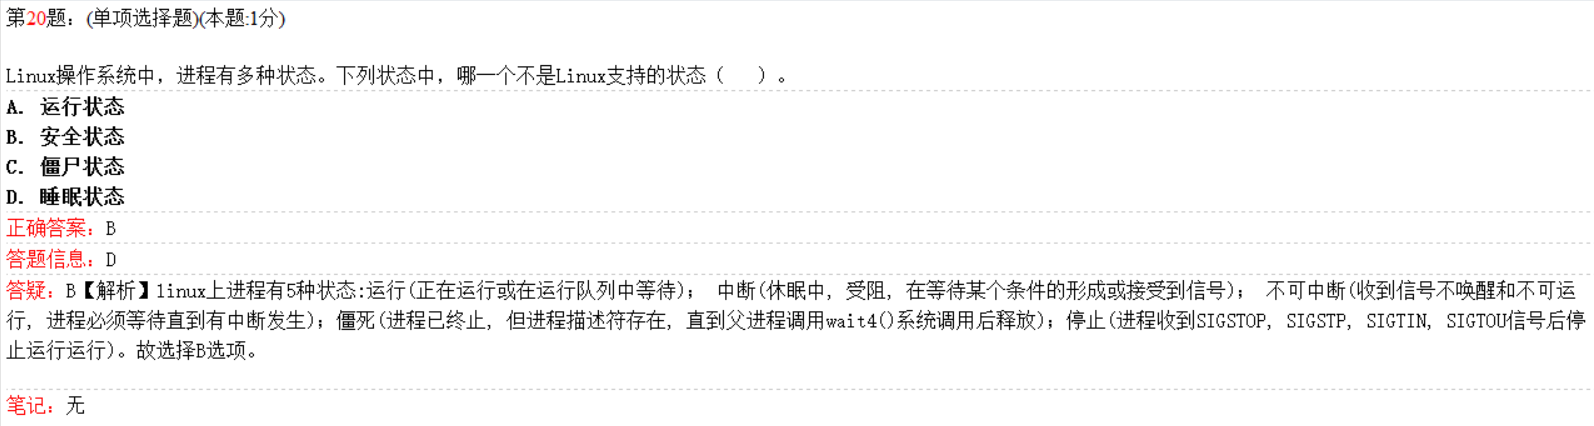 第20题: (单项选择题)(本题:1分)
Linux操作系统中，进程有多种状态。下列状态中，哪一个不是Linux支持的状态（　　）。
A. 运行状态
B. 安全状态
C. 僵尸状态
D. 睡眠状态
正确答案: B
答题信息: D
答疑: B【解析】linux上进程有5种状态:运行(正在运行或在运行队列中等待); 中断(休眠中, 受阻, 在等待某个条件的形成或接受到信号); 不可中断(收到信号不唤醒和不可运
行, 进程必须等待直到有中断发生);僵死(进程已终止, 但进程描述符存在, 直到父进程调用wait4()系统调用后释放);停止(进程收到SIGSTOP, SIGSTP, SIGTIN, SIGTOU信号后停
止运行运行)。故选择B选项。
笔记: 无